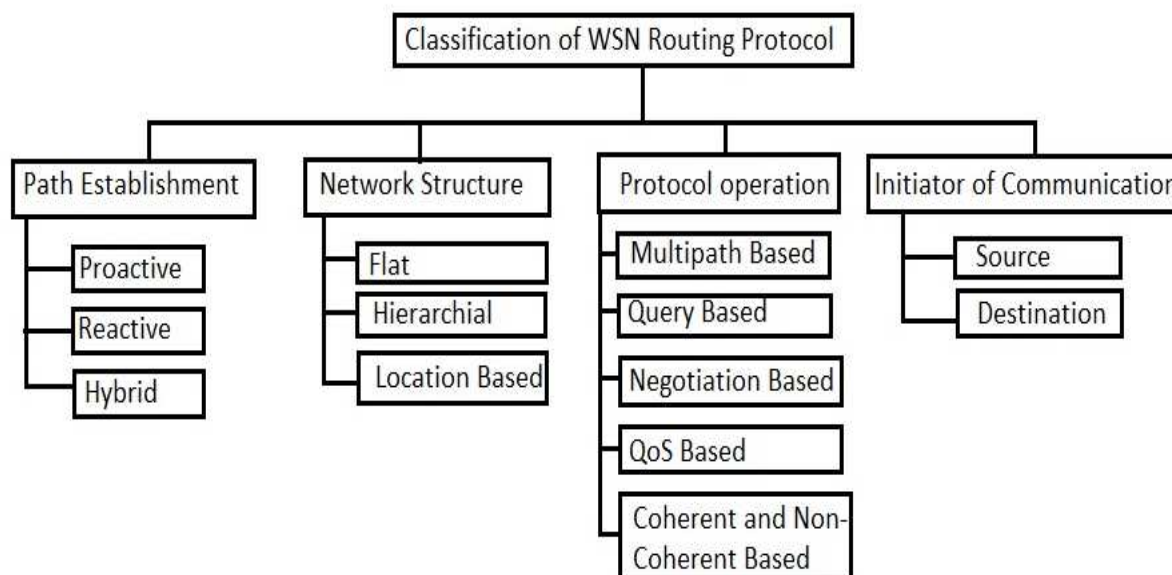 Classification of WSN Routing Protocol
Path Establishment
Proactive
Reactive
Hybrid
Network Structure
Flat
Hierarchial
Location Based
Protocol operation
Multipath Based
Query Based
Negotiation Based
QoS Based
Coherent and Non-
Coherent Based
Initiator of Communication
Source
Destination